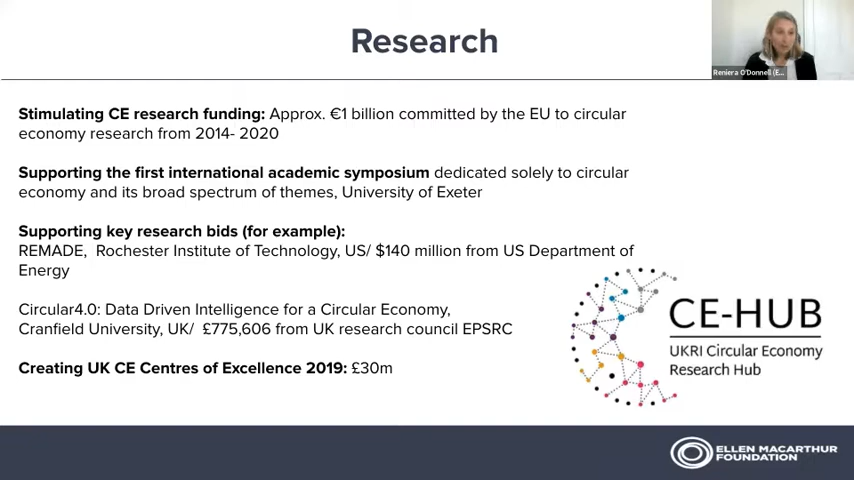 Research
Reniera O'Donnell (E...
Stimulating CE research funding: Approx. €1 billion committed by the EU to circular
economy research from 2014- 2020
Supporting the first international academic symposium dedicated solely to circular
economy and its broad spectrum of themes, University of Exeter
Supporting key research bids (for example):
REMADE, Rochester Institute of Technology, US/ $140 million from US Department of
Energy
Circular4.0: Data Driven Intelligence for a Circular Economy,
Cranfield University, UK/ £775,606 from UK research council EPSRC
Creating UK CE Centres of Excellence 2019: £30m
CE-HUB
UKRI Circular Economy
Research Hub
ELLEN MACARTHUR
FOUNDATION